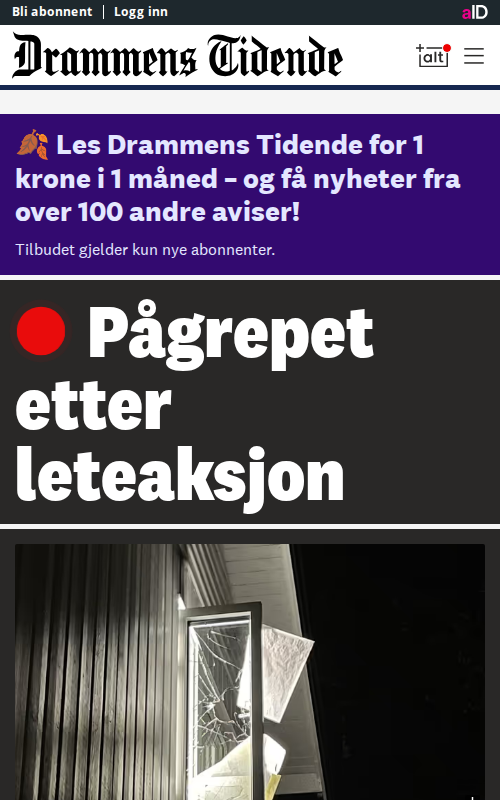 Bli abonnent | Logg inn
aID
Drammens Tidende
+alt
🍂 Les Drammens Tidende for 1
krone i 1 måned – og få nyheter fra
over 100 andre aviser!
Tilbudet gjelder kun nye abonnenter.
Pågrepet
etter
leteaksjon